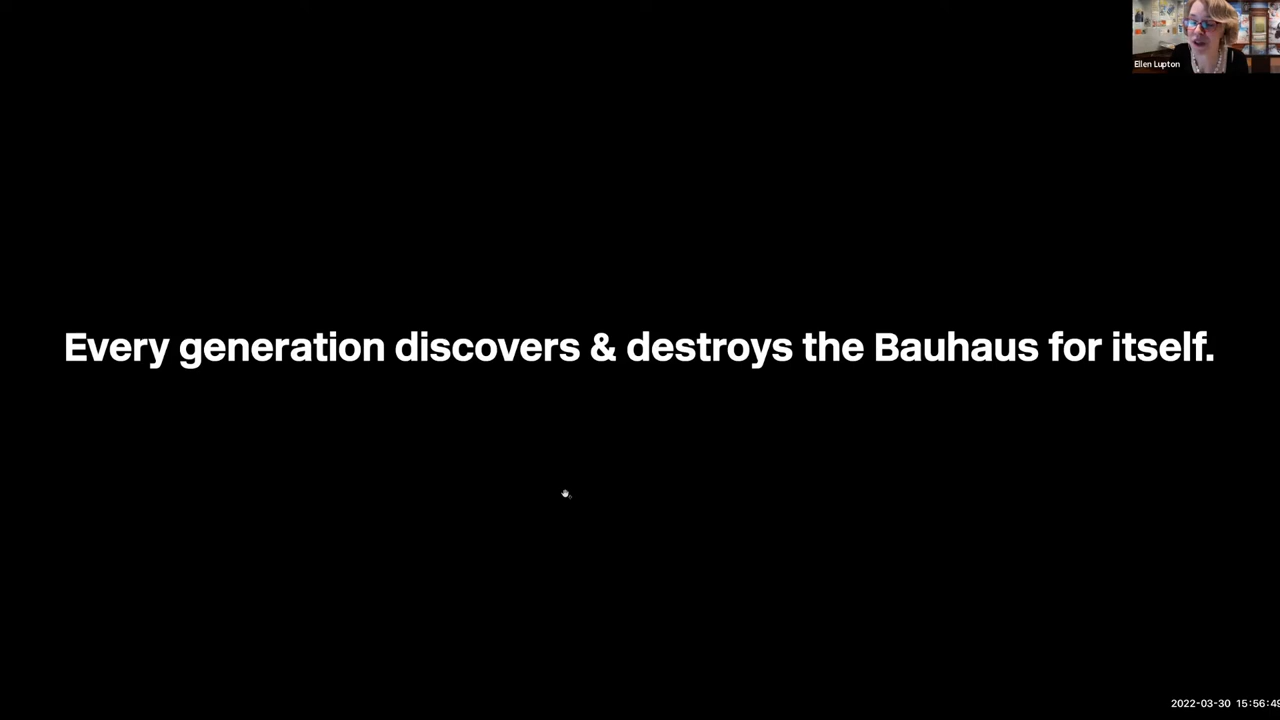 Ellen Lupton
Every generation discovers & destroys the Bauhaus for itself.
2022-03-30 15:56:49